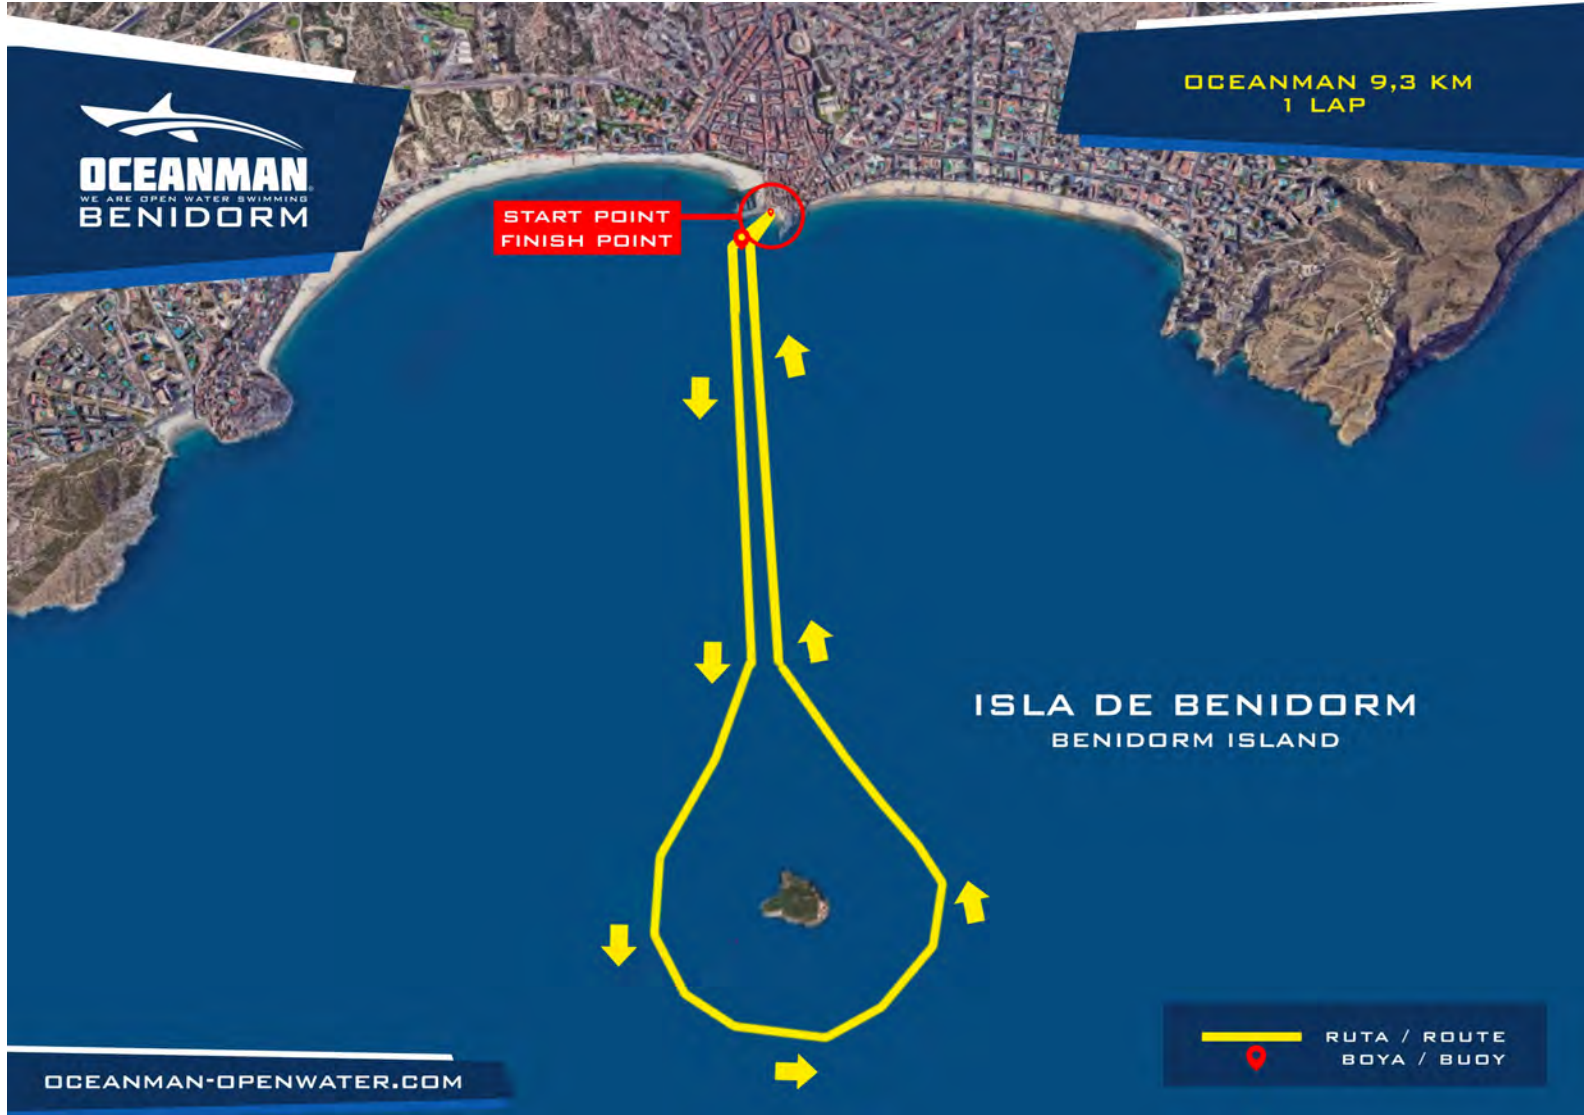 OCEANMAN
WE ARE OPEN WATER SWIMMING
BENIDORM
OCEANMAN 9,3 KM
1 LAP
START POINT
FINISH POINT
ISLA DE BENIDORM
BENIDORM ISLAND
RUTA / ROUTE
BOYA / BUOY
OCEANMAN-OPENWATER.COM